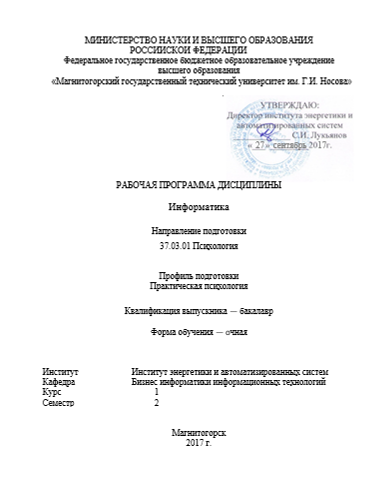 МИНИСТЕРСТВО НАУКИ И ВЫСШЕГО ОБРАЗОВАНИЯ
РОССИЙСКОЙ ФЕДЕРАЦИИ
Федеральное государственное бюджетное образовательное учреждение
высшего образования
«Магнитогорский государственный технический университет им. Г.И. Носова»
УТВЕРЖДАЮ:
Директор института энергетики и
автоматизированных систем
С.И. Лукьянов
« 27» сентябрь 2017г.
РАБОЧАЯ ПРОГРАММА ДИСЦИПЛИНЫ
Информатика
Направление подготовки
37.03.01 Психология
Профиль подготовки
Практическая психология
Квалификация выпускника — бакалавр
Форма обучения — очная
Институт Институт энергетики и автоматизированных систем
Кафедра Бизнес информатики информационных технологий
Курс 1
Семестр 2
Магнитогорск
2017 г.